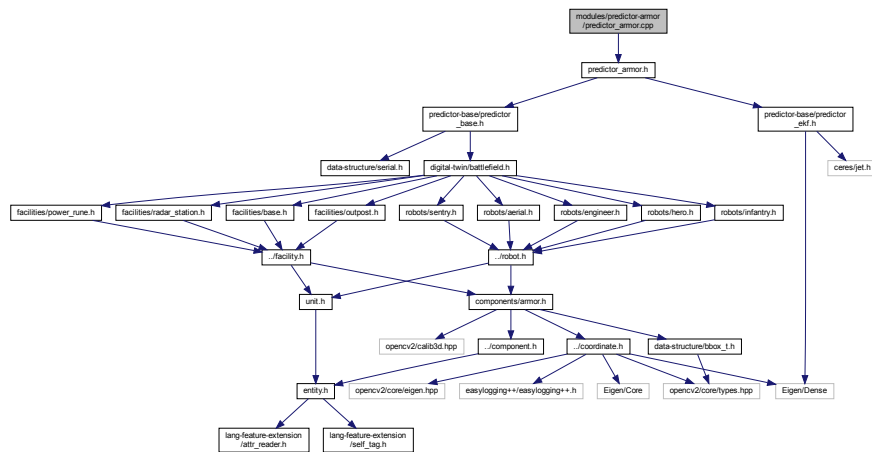 modules/predictor-armor
/predictor_armor.cpp
predictor_armor.h
predictor-base/predictor
_base.h
predictor-base/predictor
_ekf.h
data-structure/serial.h
digital-twin/battlefield.h
ceres/jet.h
facilities/power_rune.h
facilities/radar_station.h
facilities/base.h
facilities/outpost.h
robots/sentry.h
robots/aerial.h
robots/engineer.h
robots/hero.h
robots/infantry.h
../facility.h
../robot.h
unit.h
components/armor.h
opencv2/calib3d.hpp
../component.h
../coordinate.h
data-structure/bbox_t.h
entity.h
opencv2/core/eigen.hpp
easylogging++/easylogging++.h
Eigen/Core
opencv2/core/types.hpp
Eigen/Dense
lang-feature-extension
/attr_reader.h
lang-feature-extension
/self_tag.h